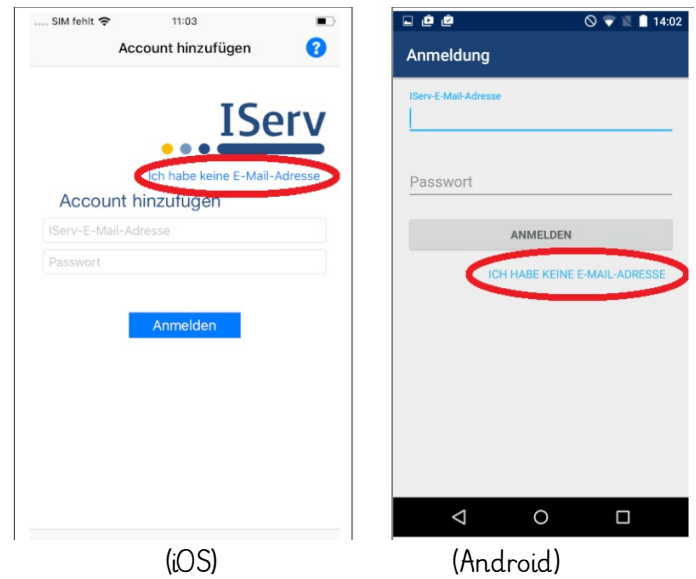 SIM fehlt 11:03
Account hinzufügen ?
IServ
Ich habe keine E-Mail-Adresse
Account hinzufügen
IServ-E-Mail-Adresse
Passwort
Anmelden
(iOS)
14:02
Anmeldung
IServ-E-Mail-Adresse
Passwort
ANMELDEN
ICH HABE KEINE E-MAIL-ADRESSE
(Android)